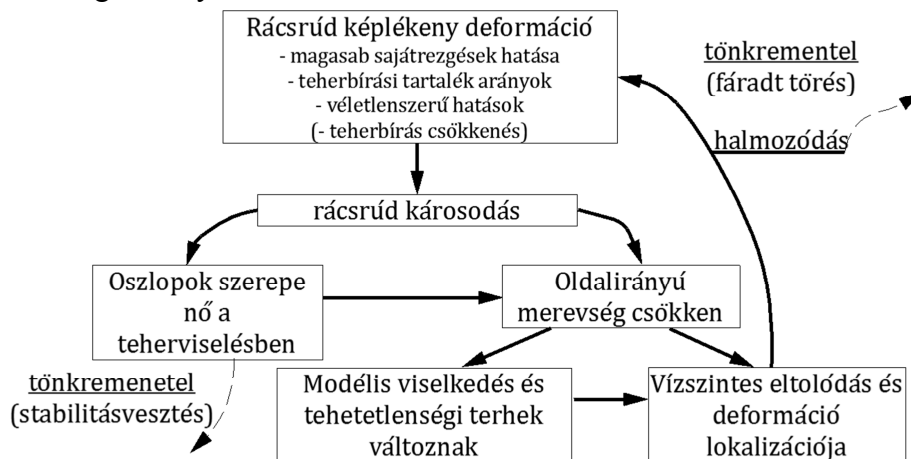 Rácsrúd képlékeny deformáció
- magasab sajátrezgések hatása
- teherbírási tartalék arányok
- véletlenszerű hatások
(- teherbírás csökkenés)
tönkrementel
(fáradt törés)
halmozódás
rácsrúd károsodás
Oszlopok szerepe
nő a
teherviselésben
Oldalirányú
merevség csökken
tönkremenetel
(stabilitásvesztés)
Modélis viselkedés és
tehetetlenségi terhek
változnak
Vízszintes eltolódás és
deformáció
lokalizációja